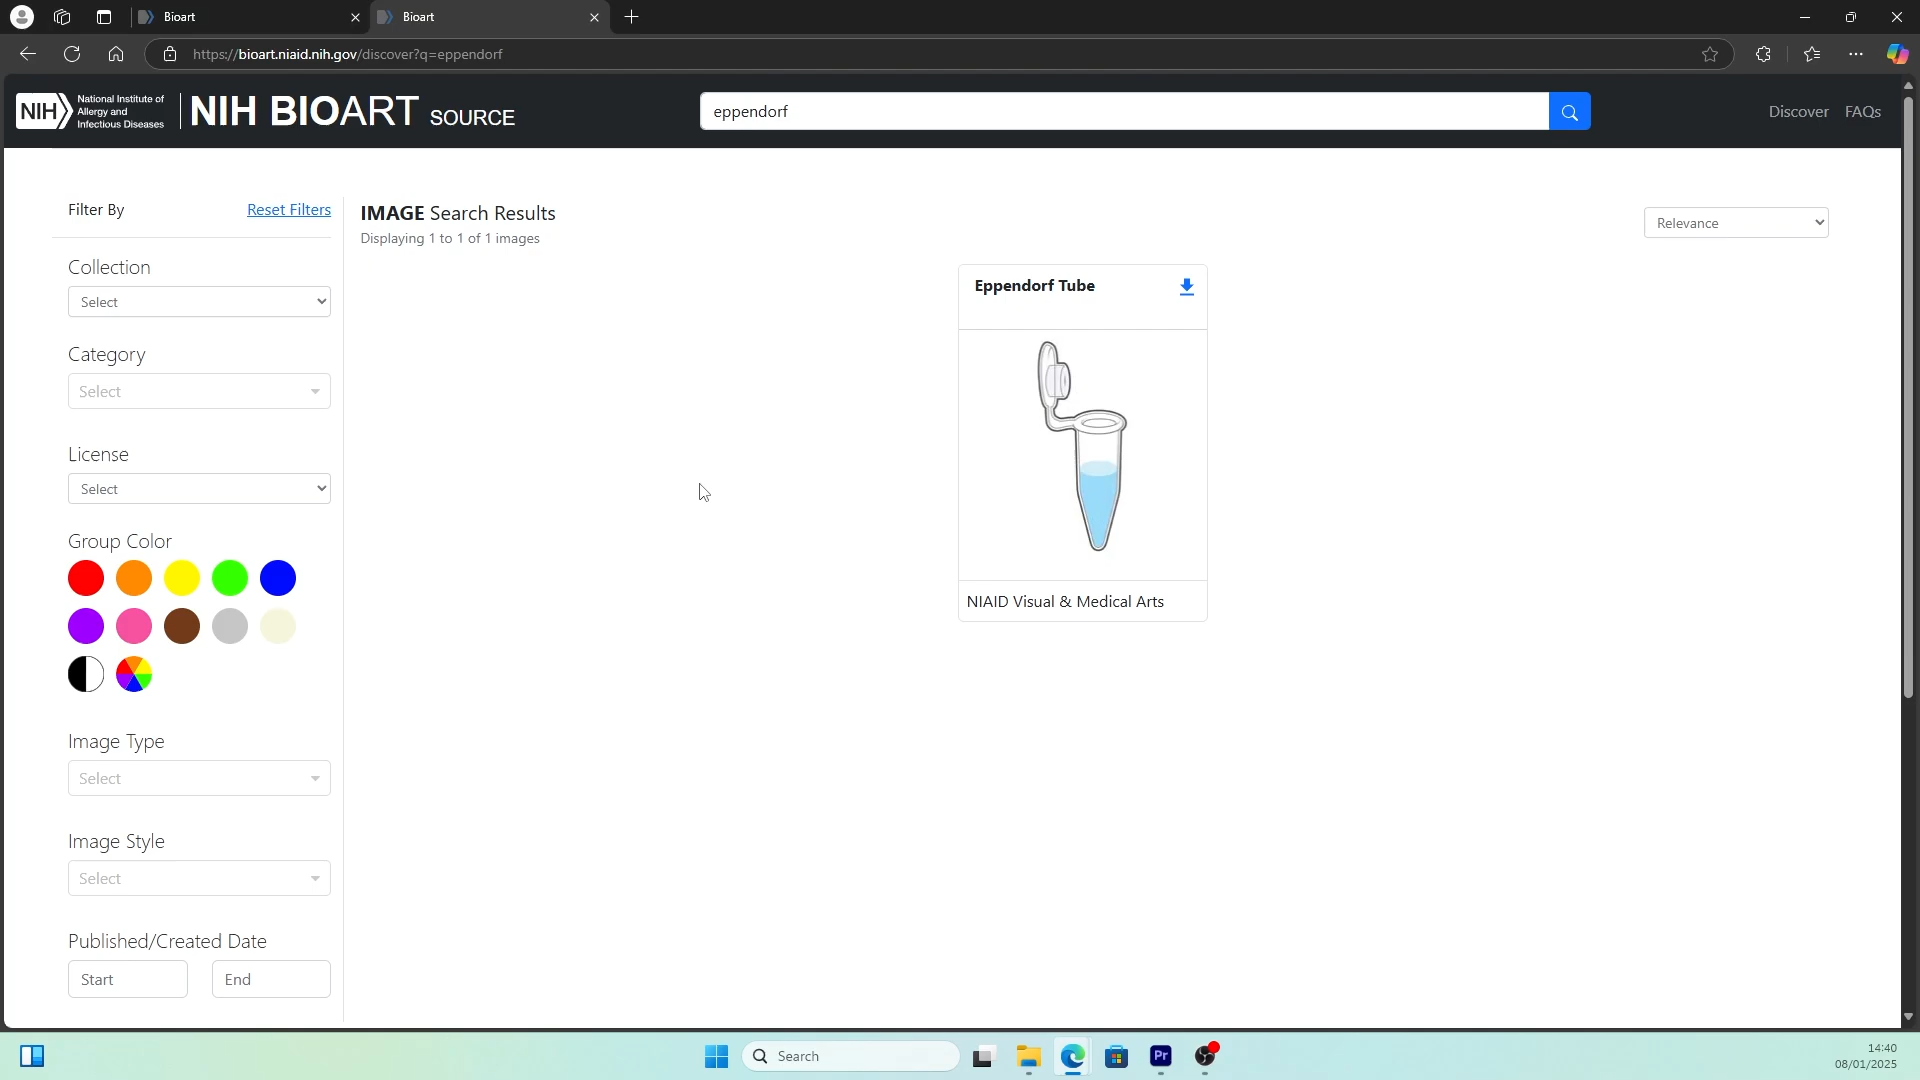 Bioart
Bioart
https://bioart.niaid.nih.gov/discover?q=eppendorf
NIH
National Institute of
Allergy and
Infectious Diseases
NIH BIOART SOURCE
eppendorf
Discover
FAQs
Filter By
Reset Filters
Collection
Select
Category
Select
License
Select
Group Color
Image Type
Select
Image Style
Select
Published/Created Date
Start
End
IMAGE Search Results
Displaying 1 to 1 of 1 images
Relevance
Eppendorf Tube
NIAID Visual & Medical Arts
Search
Pr
14:40
08/01/2025